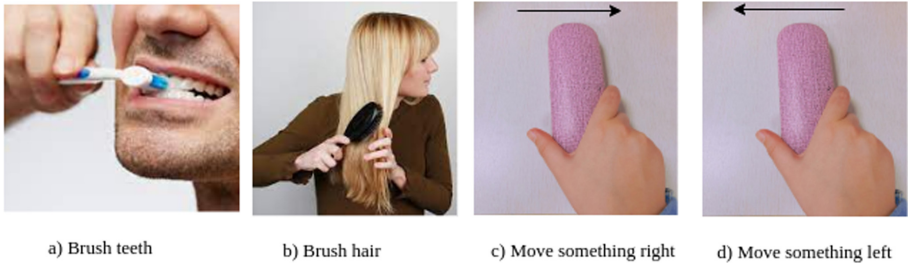 a) Brush teeth
b) Brush hair
c) Move something right
d) Move something left